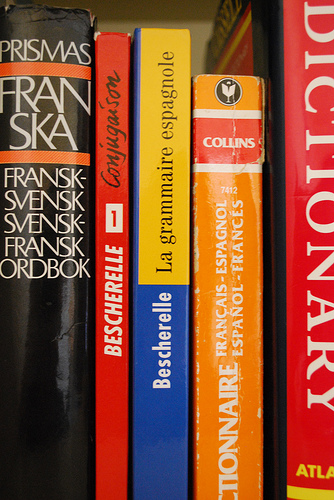 PRISMAS
FRAN
SKA
FRANSK-
SVENSK
SVENSK-
FRANSK
ORDBOK
BESCHERELLE 1 Conjugaison
Bescherelle La grammaire espagnole
COLLINS
7412
TIONNAIRE
FRANÇAIS-ESPAGNOL
ESPAÑOL-FRANCÉS
DICTIONARY
ATLA